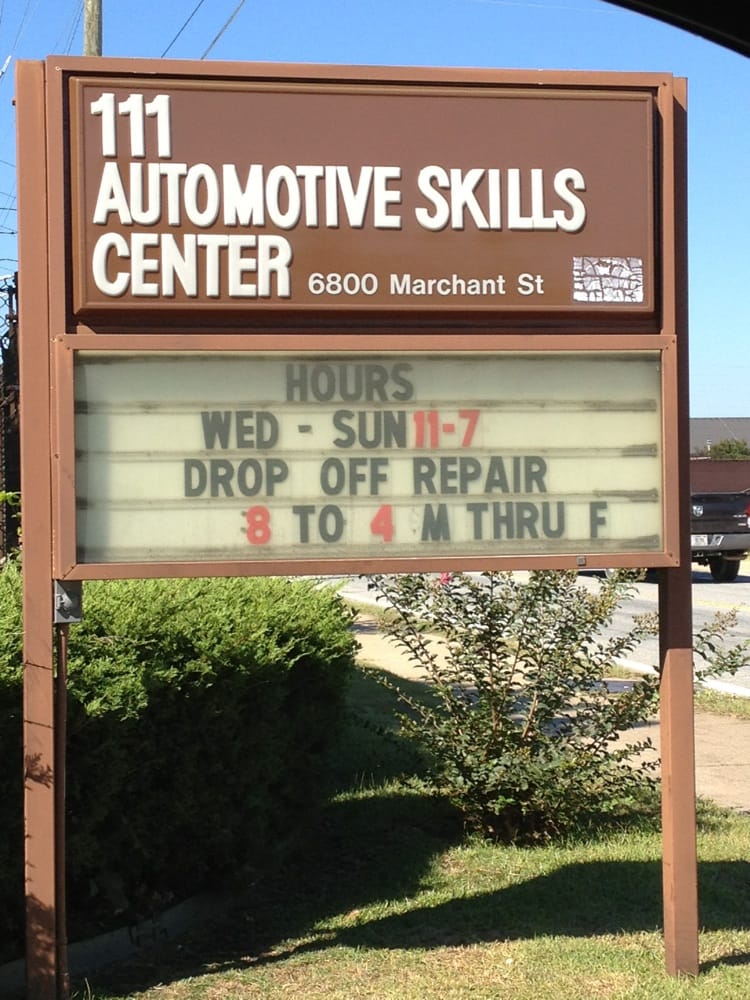 111
AUTOMOTIVE SKILLS
CENTER 6800 Marchant St
HOURS
WED - SUN 11-7
DROP OFF REPAIR
8 TO 4 M THRU F